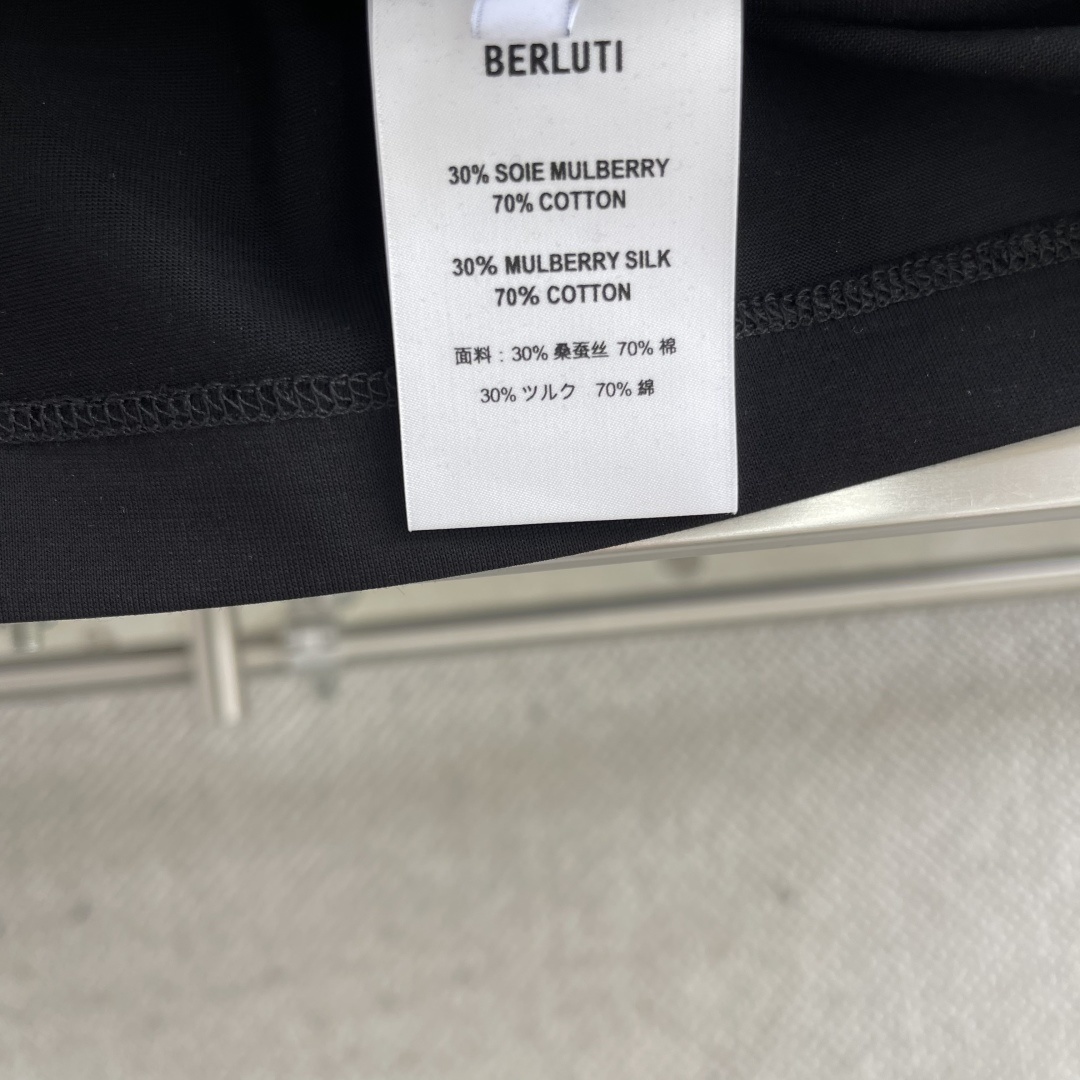 BERLUTI
30% SOIE MULBERRY
70% COTTON
30% MULBERRY SILK
70% COTTON
面料：30% 桑蚕丝 70% 棉
30% ツルク 70% 綿